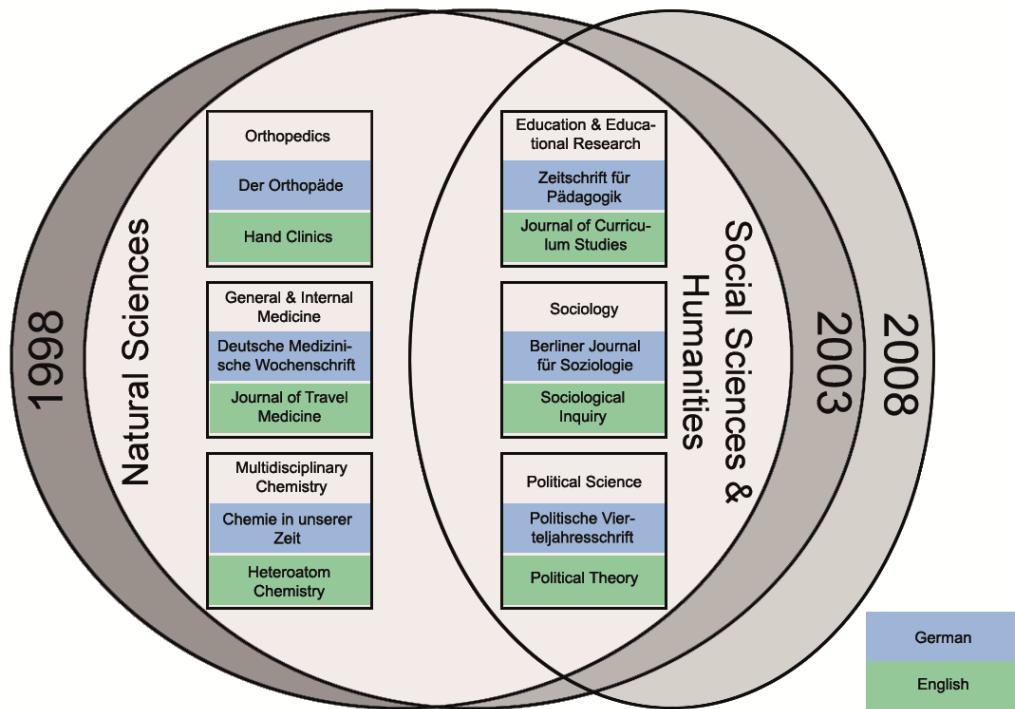 1998
Natural Sciences
Orthopedics
Der Orthopäde
Hand Clinics
General & Internal
Medicine
Deutsche Medizini-
sche Wochenschrift
Journal of Travel
Medicine
Multidisciplinary
Chemistry
Chemie in unserer
Zeit
Heteroatom
Chemistry
Education & Educa-
tional Research
Zeitschrift für
Pädagogik
Journal of Curricu-
lum Studies
Sociology
Berliner Journal
für Soziologie
Sociological
Inquiry
Political Science
Politische Vier-
teljahresschrift
Political Theory
Social Sciences &
Humanities
2003
2008
German
English